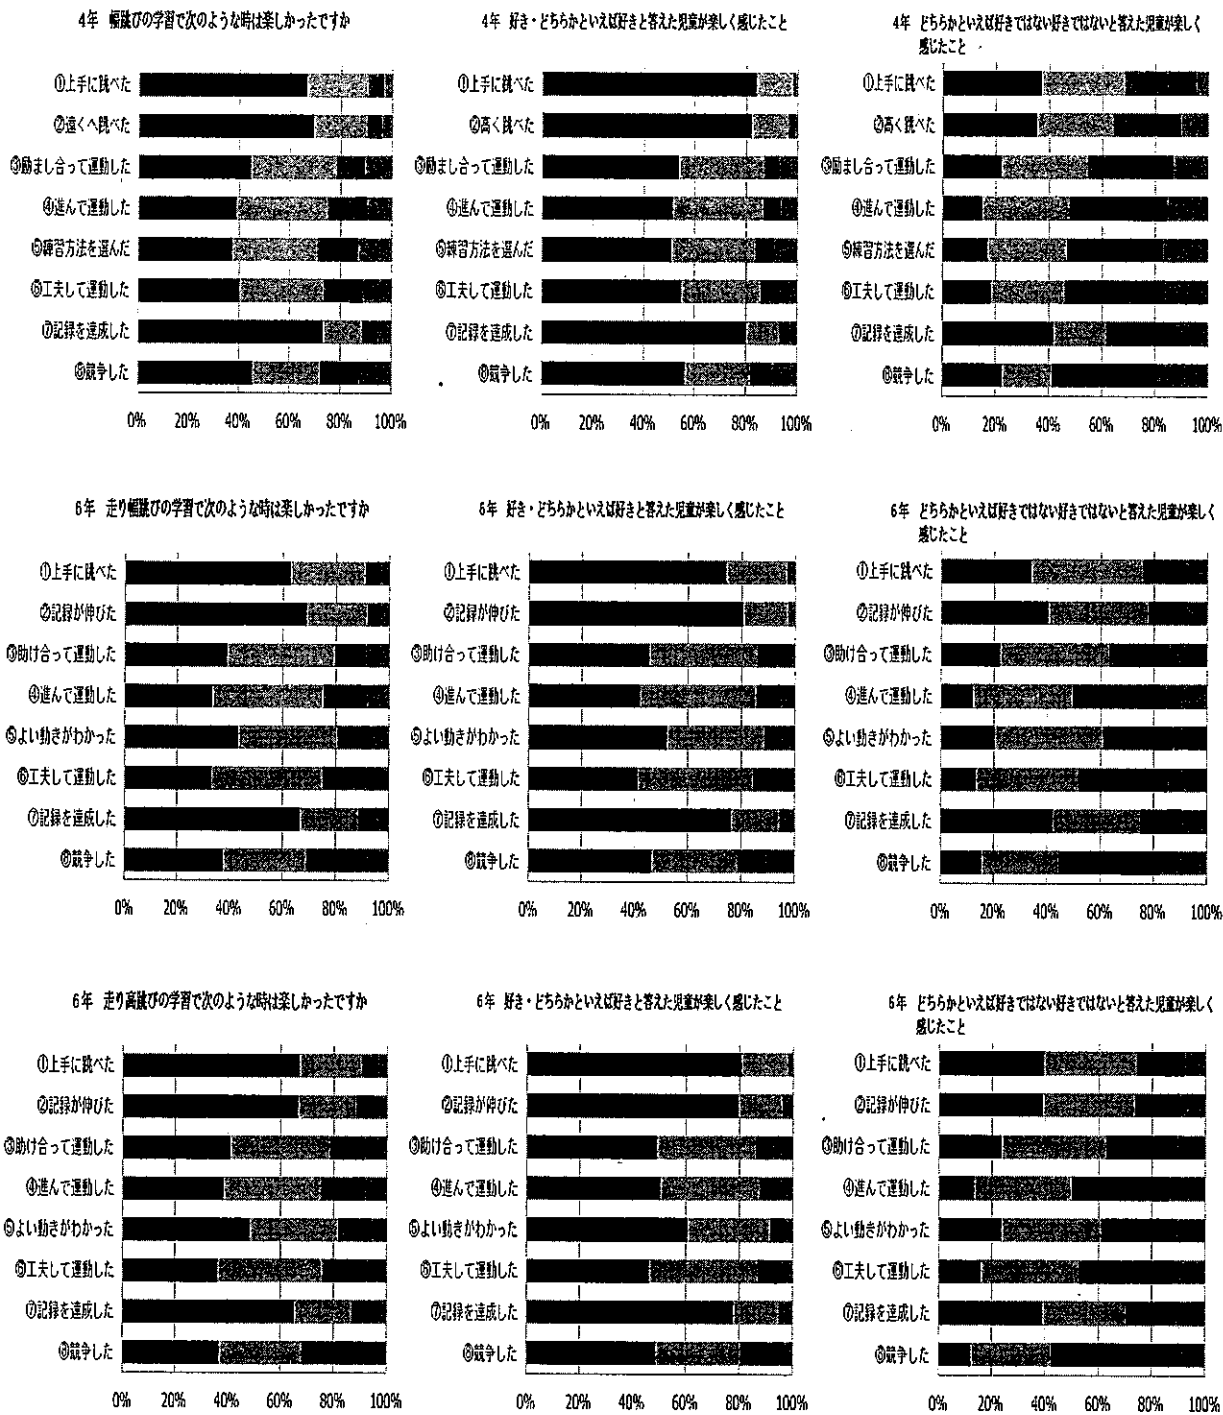 4年 幅跳びの学習で次のような時は楽しかったですか
①上手に跳べた
②遠くへ跳べた
③励まし合って運動した
④進んで運動した
⑤練習方法を選んだ
⑥工夫して運動した
⑦記録を達成した
⑧競争した
0% 20% 40% 60% 80% 100%
4年 好き・どちらかといえば好きと答えた児童が楽しく感じたこと
①上手に跳べた
②高く跳べた
③励まし合って運動した
④進んで運動した
⑤練習方法を選んだ
⑥工夫して運動した
⑦記録を達成した
⑧競争した
0% 20% 40% 60% 80% 100%
4年 どちらかといえば好きではない好きではないと答えた児童が楽しく
感じたこと
①上手に跳べた
②高く跳べた
③励まし合って運動した
④進んで運動した
⑤練習方法を選んだ
⑥工夫して運動した
⑦記録を達成した
⑧競争した
0% 20% 40% 60% 80% 100%
6年 走り幅跳びの学習で次のような時は楽しかったですか
①上手に跳べた
②記録が伸びた
③助け合って運動した
④進んで運動した
⑤よい動きがわかった
⑥工夫して運動した
⑦記録を達成した
⑧競争した
0% 20% 40% 60% 80% 100%
6年 好き・どちらかといえば好きと答えた児童が楽しく感じたこと
①上手に跳べた
②記録が伸びた
③助け合って運動した
④進んで運動した
⑤よい動きがわかった
⑥工夫して運動した
⑦記録を達成した
⑧競争した
0% 20% 40% 60% 80% 100%
6年 どちらかといえば好きではない好きではないと答えた児童が楽しく
感じたこと
①上手に跳べた
②記録が伸びた
③助け合って運動した
④進んで運動した
⑤よい動きがわかった
⑥工夫して運動した
⑦記録を達成した
⑧競争した
0% 20% 40% 60% 80% 100%
6年 走り高跳びの学習で次のような時は楽しかったですか
①上手に跳べた
②記録が伸びた
③助け合って運動した
④進んで運動した
⑤よい動きがわかった
⑥工夫して運動した
⑦記録を達成した
⑧競争した
0% 20% 40% 60% 80% 100%
6年 好き・どちらかといえば好きと答えた児童が楽しく感じたこと
①上手に跳べた
②記録が伸びた
③助け合って運動した
④進んで運動した
⑤よい動きがわかった
⑥工夫して運動した
⑦記録を達成した
⑧競争した
0% 20% 40% 60% 80% 100%
6年 どちらかといえば好きではない好きではないと答えた児童が楽しく
感じたこと
①上手に跳べた
②記録が伸びた
③助け合って運動した
④進んで運動した
⑤よい動きがわかった
⑥工夫して運動した
⑦記録を達成した
⑧競争した
0% 20% 40% 60% 80% 100%